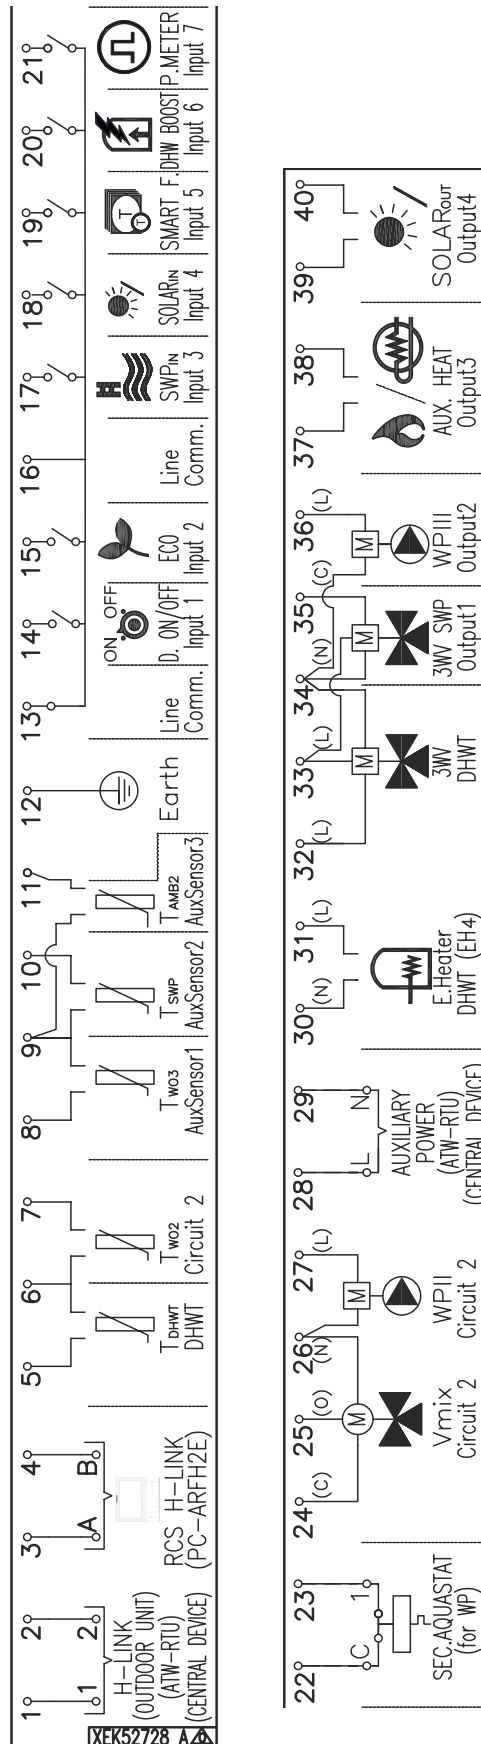 1 2
1 2
H-LINK
(OUTDOOR UNIT)
(ATW-RTU)
(CENTRAL DEVICE)
3 4
A B
RCS H-LINK
(PC-ARFH2E)
5 6 7
TDHWT
DHWT
TWO2
Circuit 2
8 9 10 11
TWO3
AuxSensor1
TSWP
AuxSensor2
TAMB2
AuxSensor3
12
Earth
13
Line
Comm.
14
ON OFF
D. ON/OFF
Input 1
15
ECO
Input 2
16
Line
Comm.
17
SWPIN
Input 3
18
SOLARIN
Input 4
19
T
T
SMART F.
Input 5
20
DHW BOOST
Input 6
21
P.METER
Input 7
XEK52728 A
22 23
C 1
SEC.AQUASTAT
(for WP)
24 25 26 27
(C) (O) (N) (L)
M
Vmix
Circuit 2
M
WPII
Circuit 2
28 29
L N
AUXILIARY
POWER
(ATW-RTU)
(CENTRAL DEVICE)
30 31
(N) (L)
E.Heater
DHWT (EH4)
32 33 34 35 36
(L) (L) (N) (C) (L)
M
3WV
DHWT
M
3WV SWP
Output1
M
WPIII
Output2
37 38
AUX. HEAT
Output3
39 40
SOLAROUT
Output4